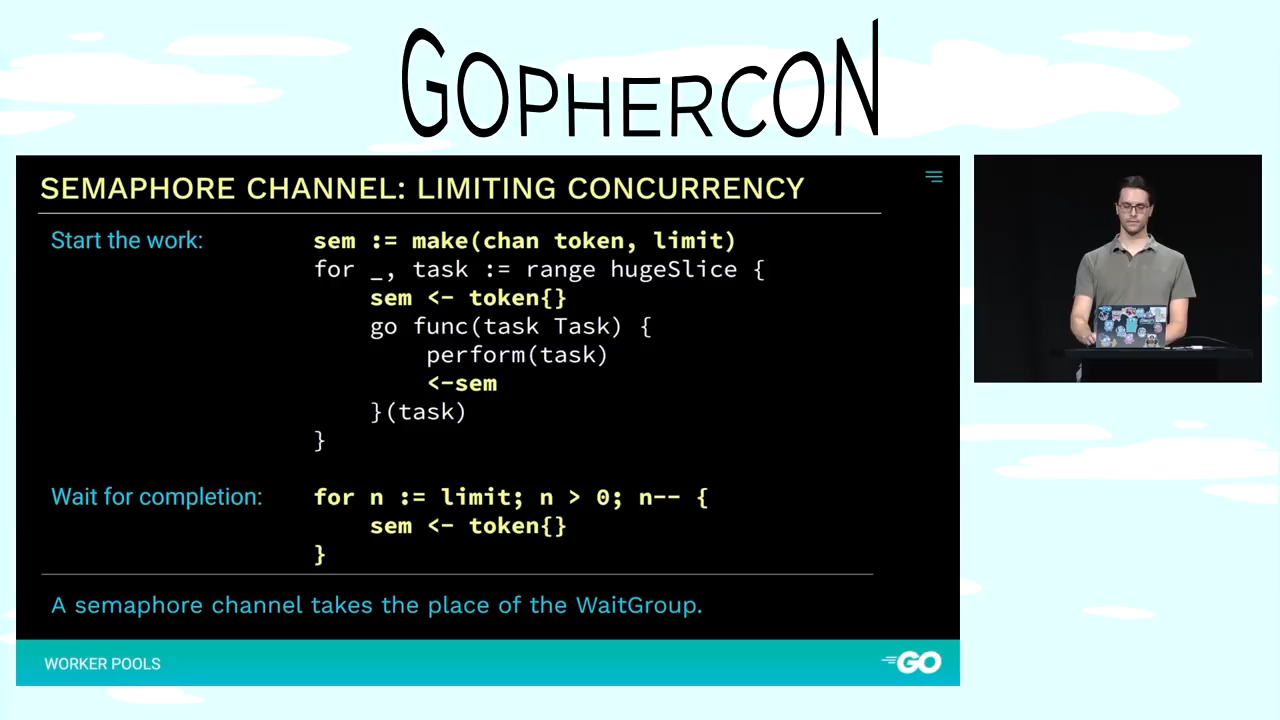 GOPHERCON
SEMAPHORE CHANNEL: LIMITING CONCURRENCY
Start the work:
sem := make(chan token, limit)
for _, task := range hugeSlice {
sem <- token{}
go func(task Task) {
perform(task)
<-sem
}(task)
}
Wait for completion:
for n := limit; n > 0; n-- {
sem <- token{}
}
A semaphore channel takes the place of the WaitGroup.
WORKER POOLS
GO